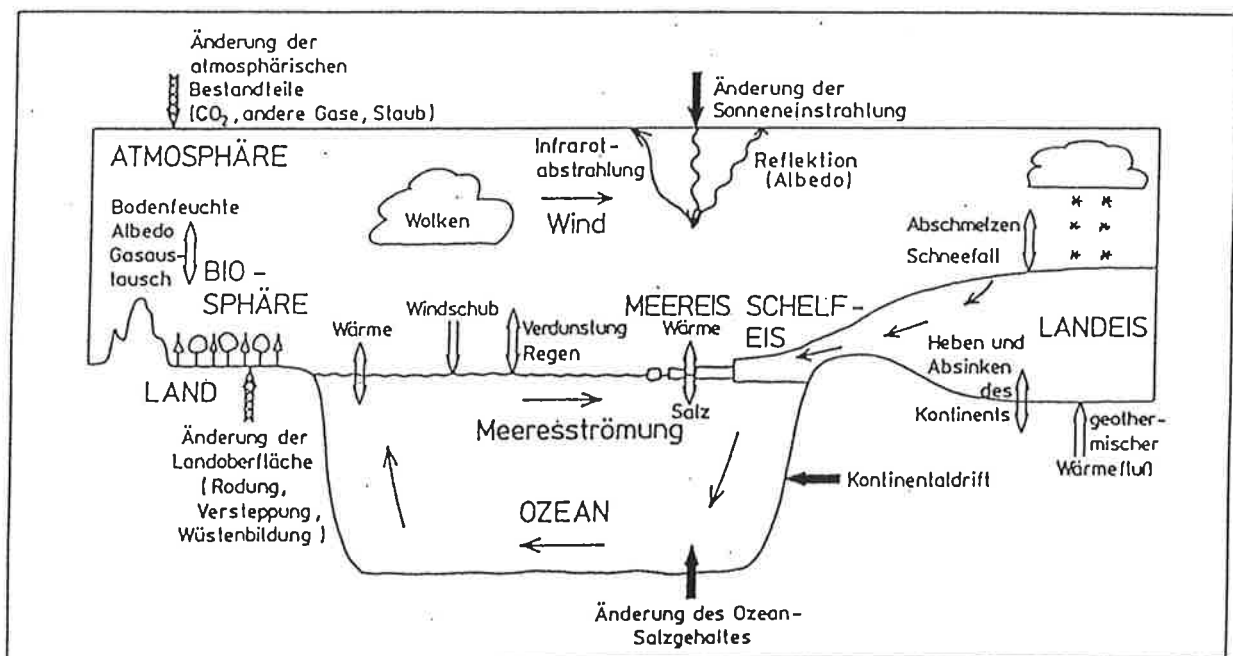 Änderung der
atmosphärischen
Bestandteile
(CO₂, andere Gase, Staub)
Änderung der
Sonneneinstrahlung
ATMOSPHÄRE
Infrarot-
abstrahlung
Reflektion
(Albedo)
Wind
Wolken
Bodenfeuchte
Albedo
Gasaus-
tausch
BIO-
SPHÄRE
Abschmelzen
Schneefall
Wärme
Windschub
Verdunstung
Regen
MEEREIS
Wärme
Salz
SCHELF-
EIS
LANDEIS
Heben und
Absinken
des
Kontinents
geother-
mischer
Wärmefluß
LAND
Meeresströmung
Änderung der
Landoberfläche
(Rodung,
Versteppung,
Wüstenbildung)
Kontinentaldrift
OZEAN
Änderung des Ozean-
Salzgehaltes